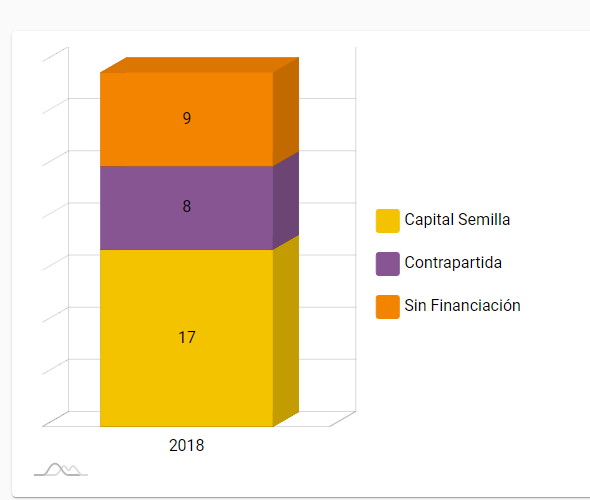 9
8
17
2018
Capital Semilla
Contrapartida
Sin Financiación